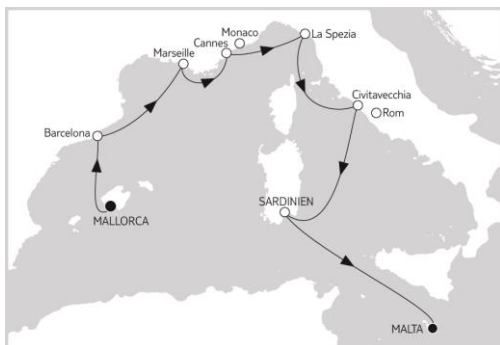 Monaco
La Spezia
Cannes
Marseille
Civitavecchia
Rom
Barcelona
MALLORCA
SARDINIEN
MALTA